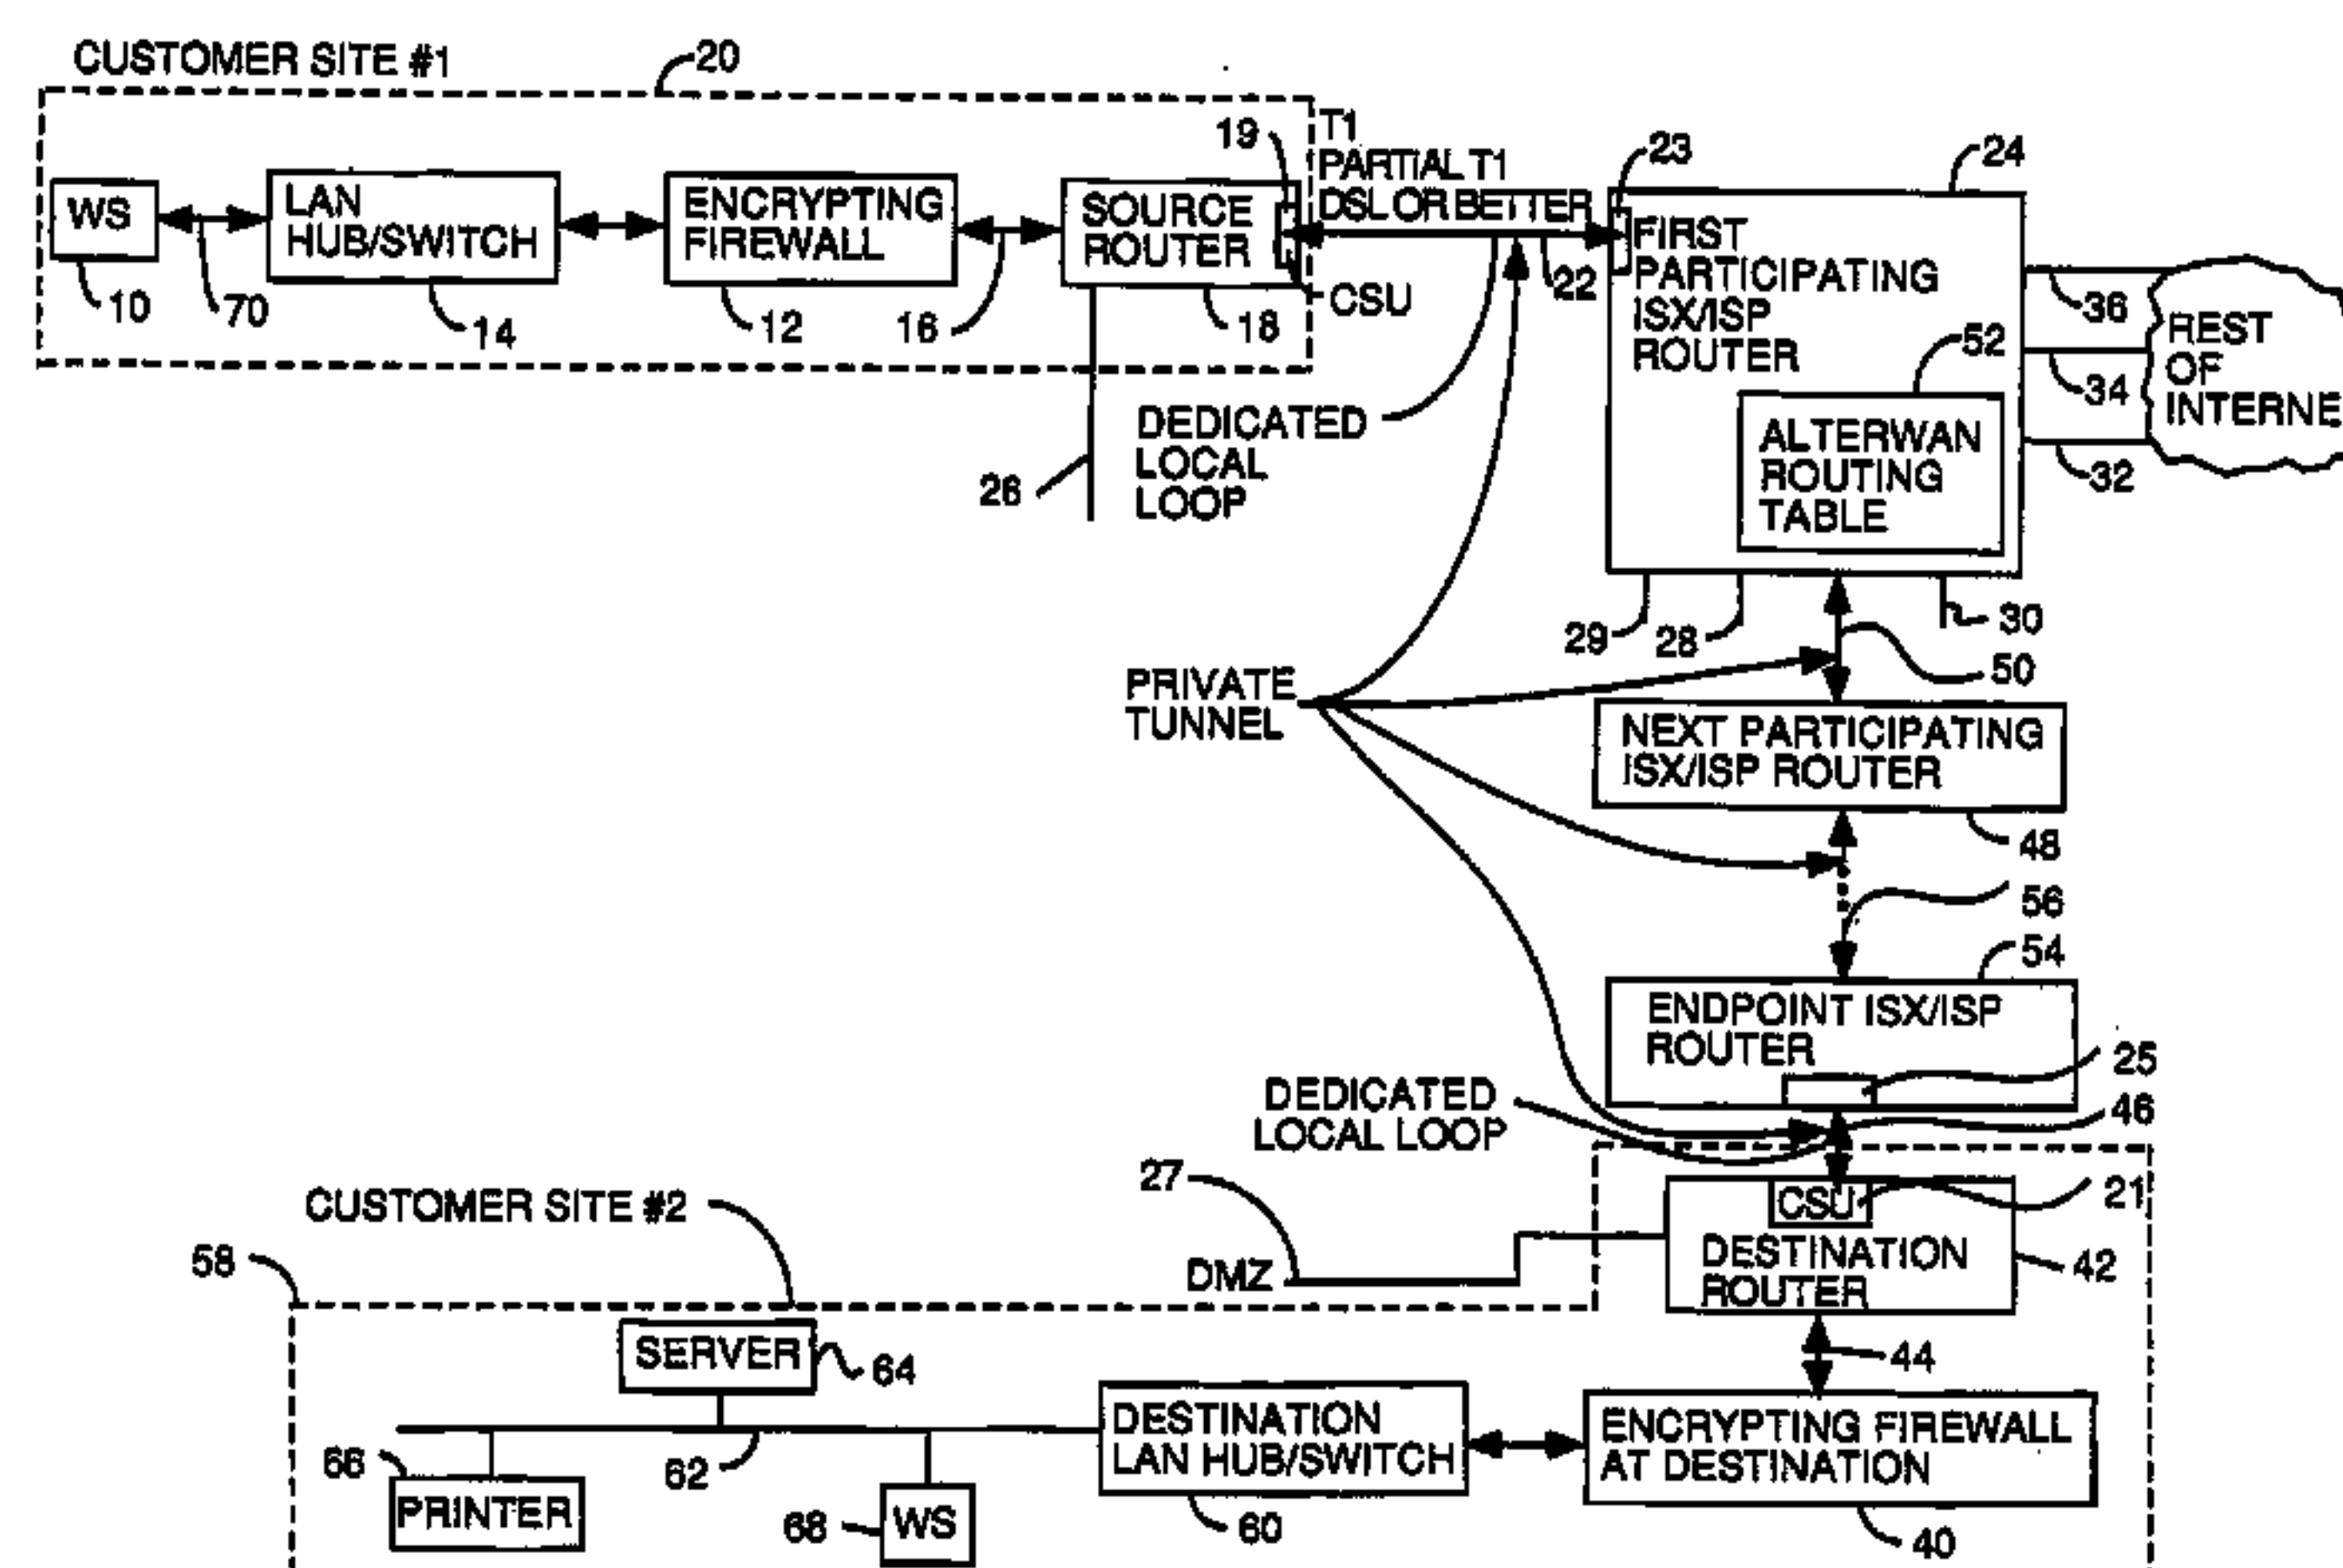 CUSTOMER SITE #1
20
19
T1
PARTIAL T1
DSL OR BETTER
23
24
WS
LAN
HUB/SWITCH
ENCRYPTING
FIREWALL
SOURCE
ROUTER
FIRST
PARTICIPATING
ISX/ISP
ROUTER
10
70
14
12
16
18
CSU
22
36
34
32
REST
OF
INTERNE
52
ALTERWAN
ROUTING
TABLE
DEDICATED
LOCAL
LOOP
26
29
28
30
50
PRIVATE
TUNNEL
NEXT PARTICIPATING
ISX/ISP ROUTER
48
56
54
ENDPOINT ISX/ISP
ROUTER
25
46
DEDICATED
LOCAL LOOP
27
21
CSU
CUSTOMER SITE #2
58
DMZ
DESTINATION
ROUTER
42
SERVER
64
44
DESTINATION
LAN HUB/SWITCH
ENCRYPTING FIREWALL
AT DESTINATION
66
62
PRINTER
68
WS
60
40